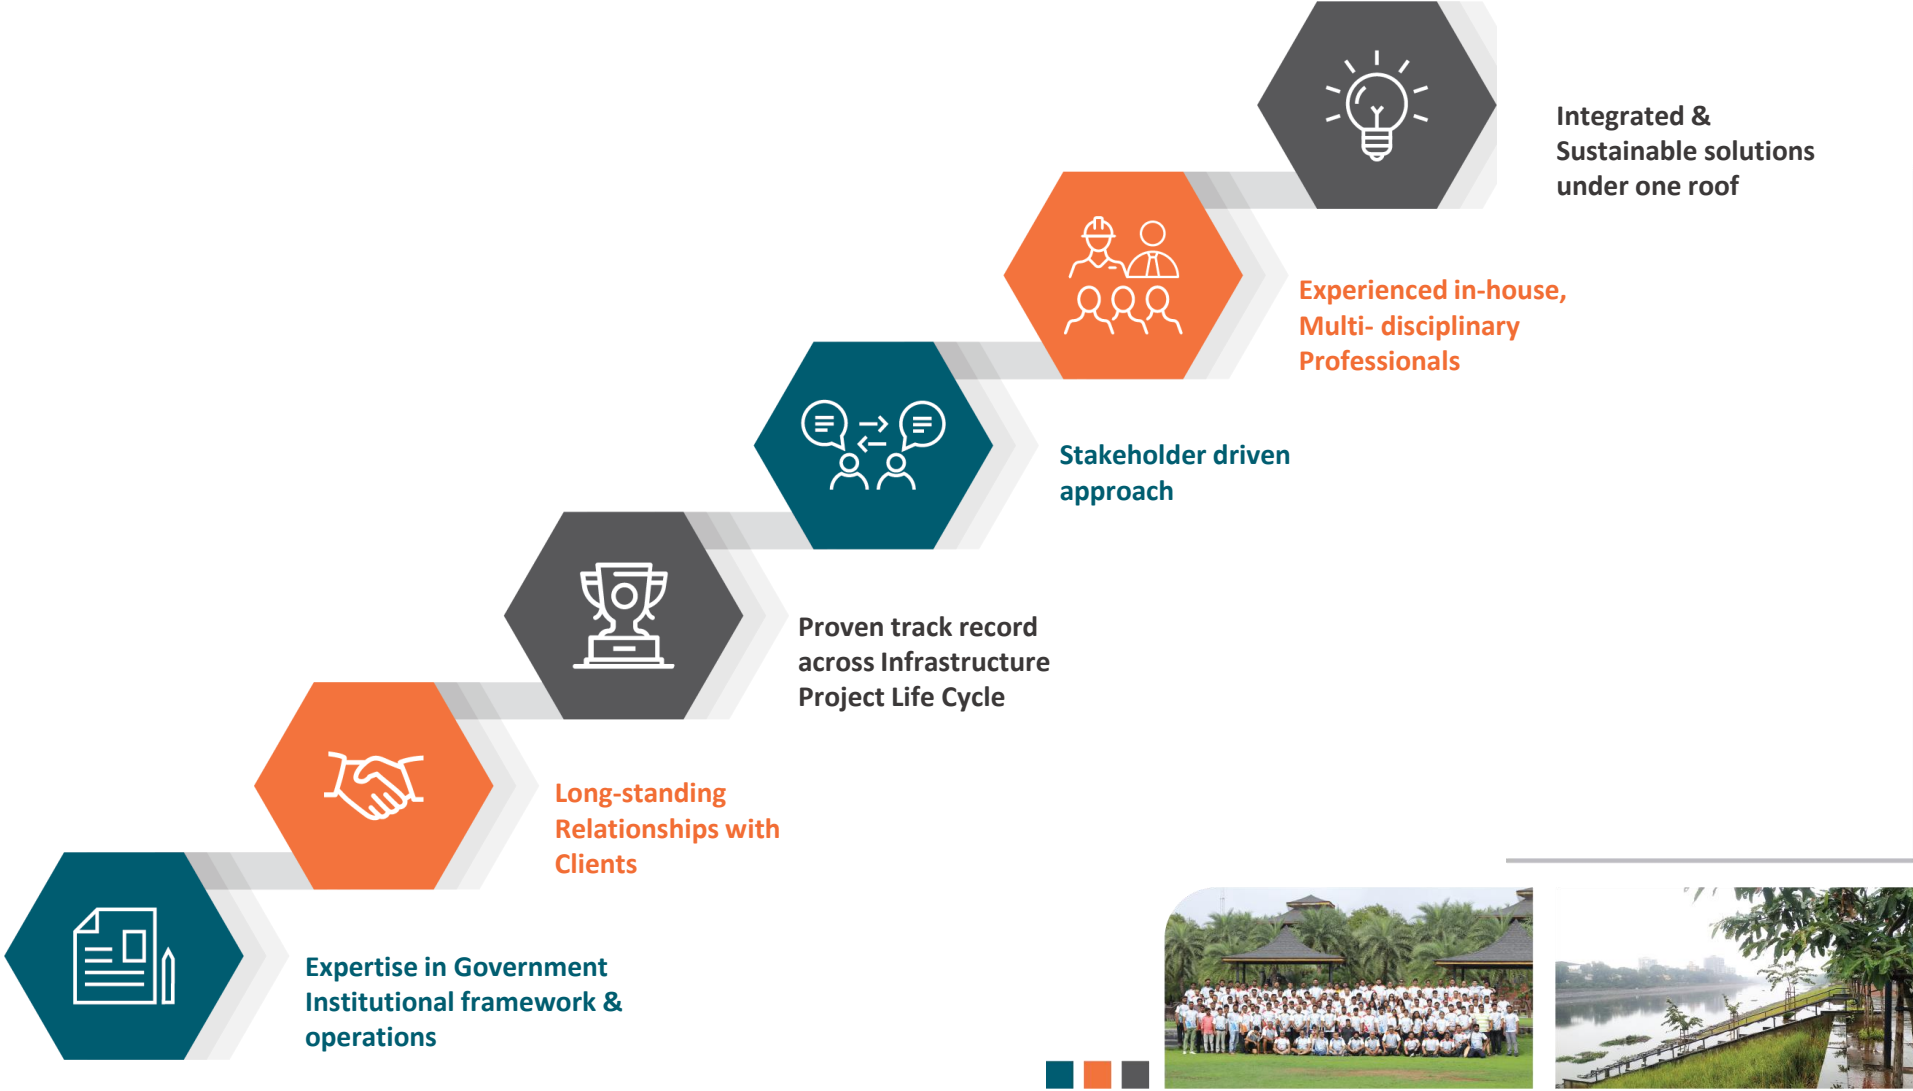 Integrated &
Sustainable solutions
under one roof
Experienced in-house,
Multi- disciplinary
Professionals
Stakeholder driven
approach
Proven track record
across Infrastructure
Project Life Cycle
Long-standing
Relationships with
Clients
Expertise in Government
Institutional framework &
operations